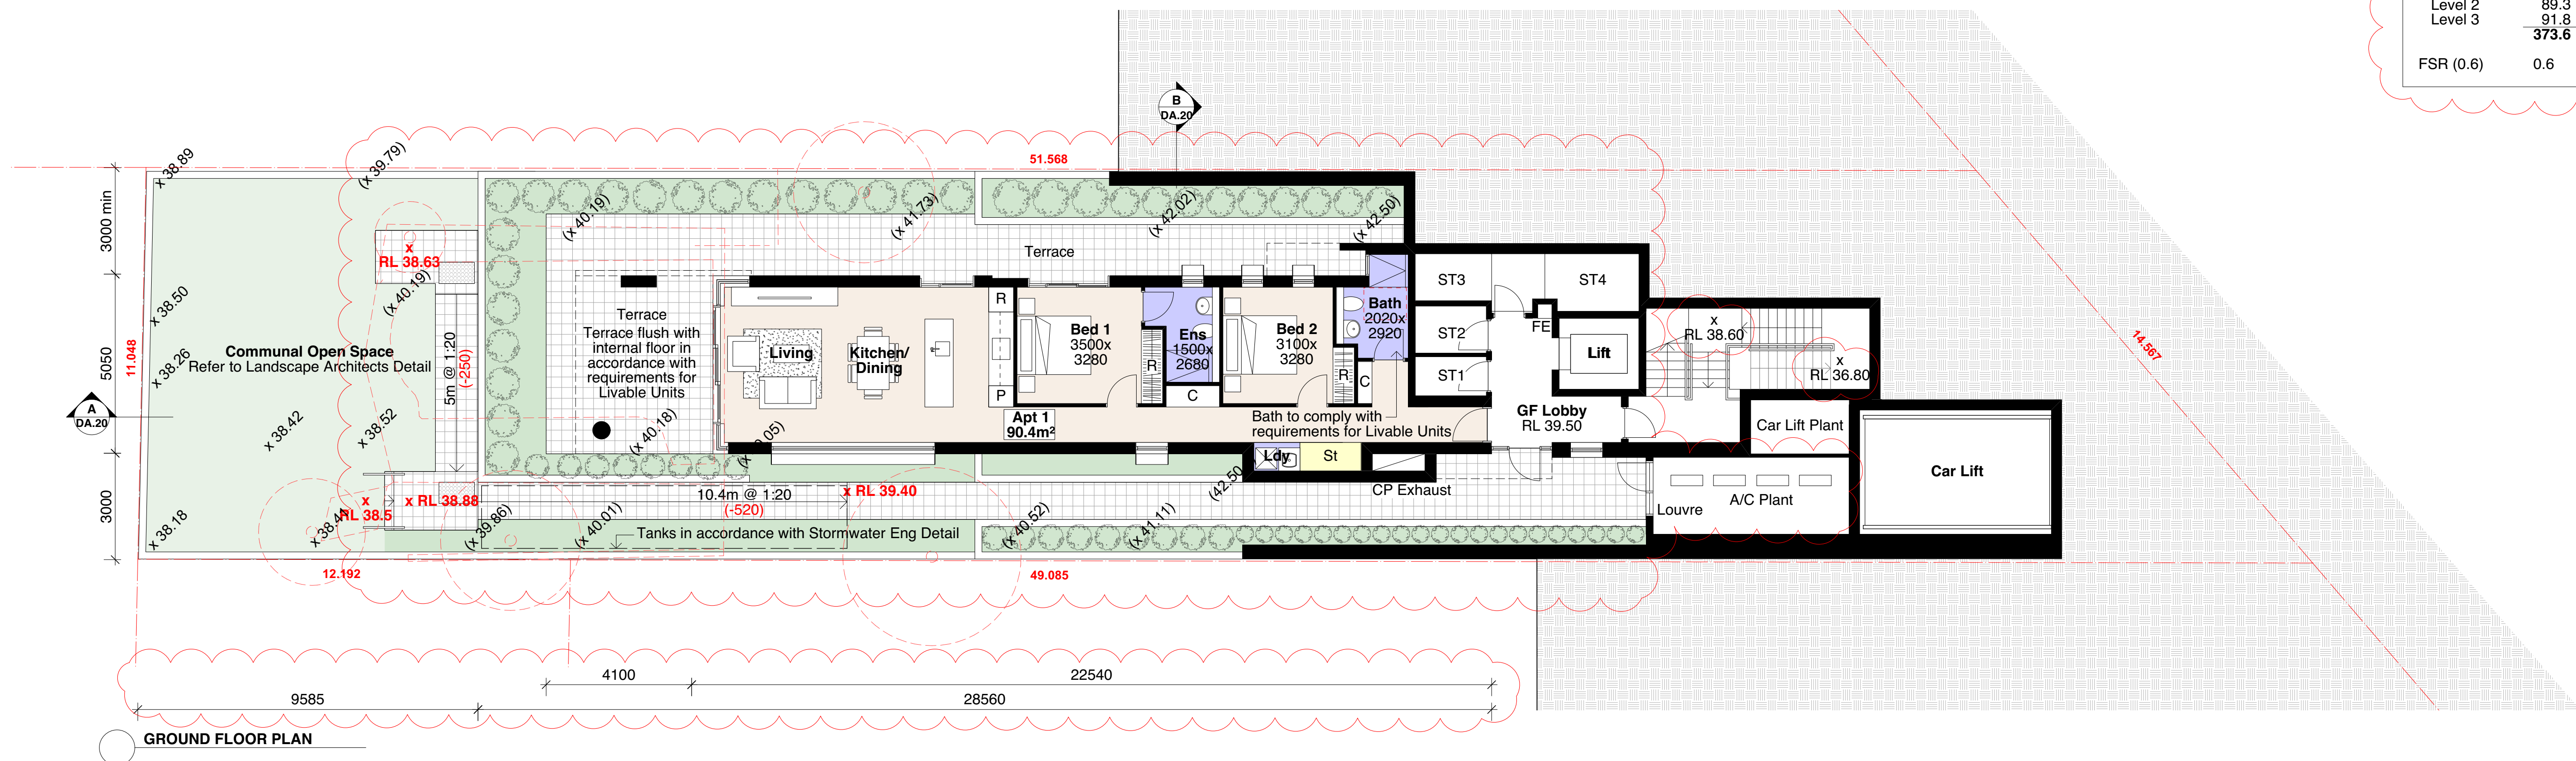 Level 2 89.3
Level 3 91.8
373.6
FSR (0.6) 0.6
B
DA.20
51.568
x 38.89
(x 39.79)
3000 min
(x 40.19)
(x 41.73)
(x 42.02)
(x 42.50)
x
RL 38.63
Terrace
(x 40.19)
x 38.50
5050
11.048
x 38.26
Communal Open Space
Refer to Landscape Architects Detail
5m @ 1:20
(-250)
Terrace
Terrace flush with
internal floor in
accordance with
requirements for
Livable Units
Living
Kitchen/
Dining
R
P
Bed 1
3500x
3280
R
Ens
1500x
2680
C
Bed 2
3100x
3280
R
C
Bath
2020x
2920
ST3
ST4
ST2
FE
ST1
Lift
x
RL 38.60
x
RL 36.80
14.567
A
DA.20
x 38.42
x 38.52
(x 40.18)
Apt 1
90.4m²
Bath to comply with
requirements for Livable Units
GF Lobby
RL 39.50
Car Lift Plant
Ldy
St
CP Exhaust
Car Lift
A/C Plant
Louvre
3000
x
x RL 38.88
10.4m @ 1:20
(-520)
x RL 39.40
(42.50)
x 38.18
(x 39.86)
(x 40.01)
Tanks in accordance with Stormwater Eng Detail
(x 40.52)
(x 41.11)
12.192
49.085
4100
22540
9585
28560
GROUND FLOOR PLAN